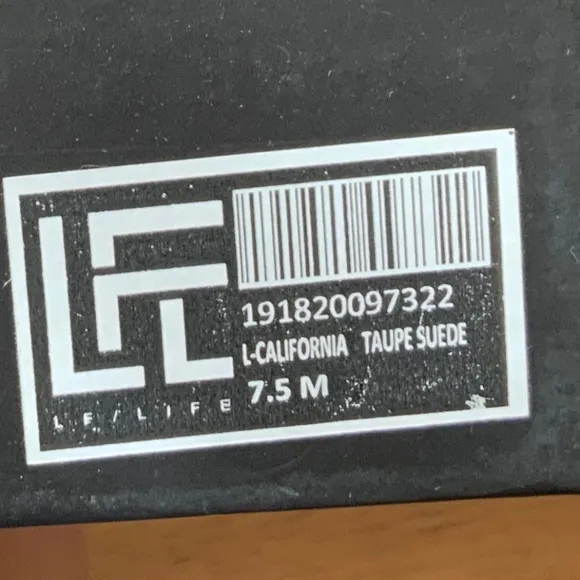 LFL
LF/LIFE
191820097322
L-CALIFORNIA TAUPE SUEDE
7.5 M